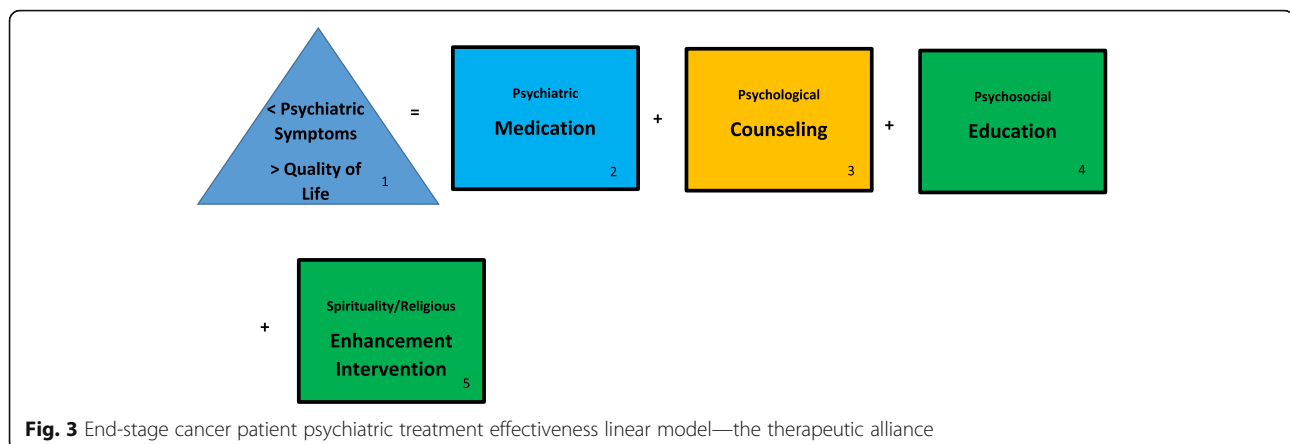 < Psychiatric
Symptoms
> Quality of
Life
1
=
Psychiatric
Medication
2
+
Psychological
Counseling
3
+
Psychosocial
Education
4
+
Spirituality/Religious
Enhancement
Intervention
5
Fig. 3 End-stage cancer patient psychiatric treatment effectiveness linear model—the therapeutic alliance